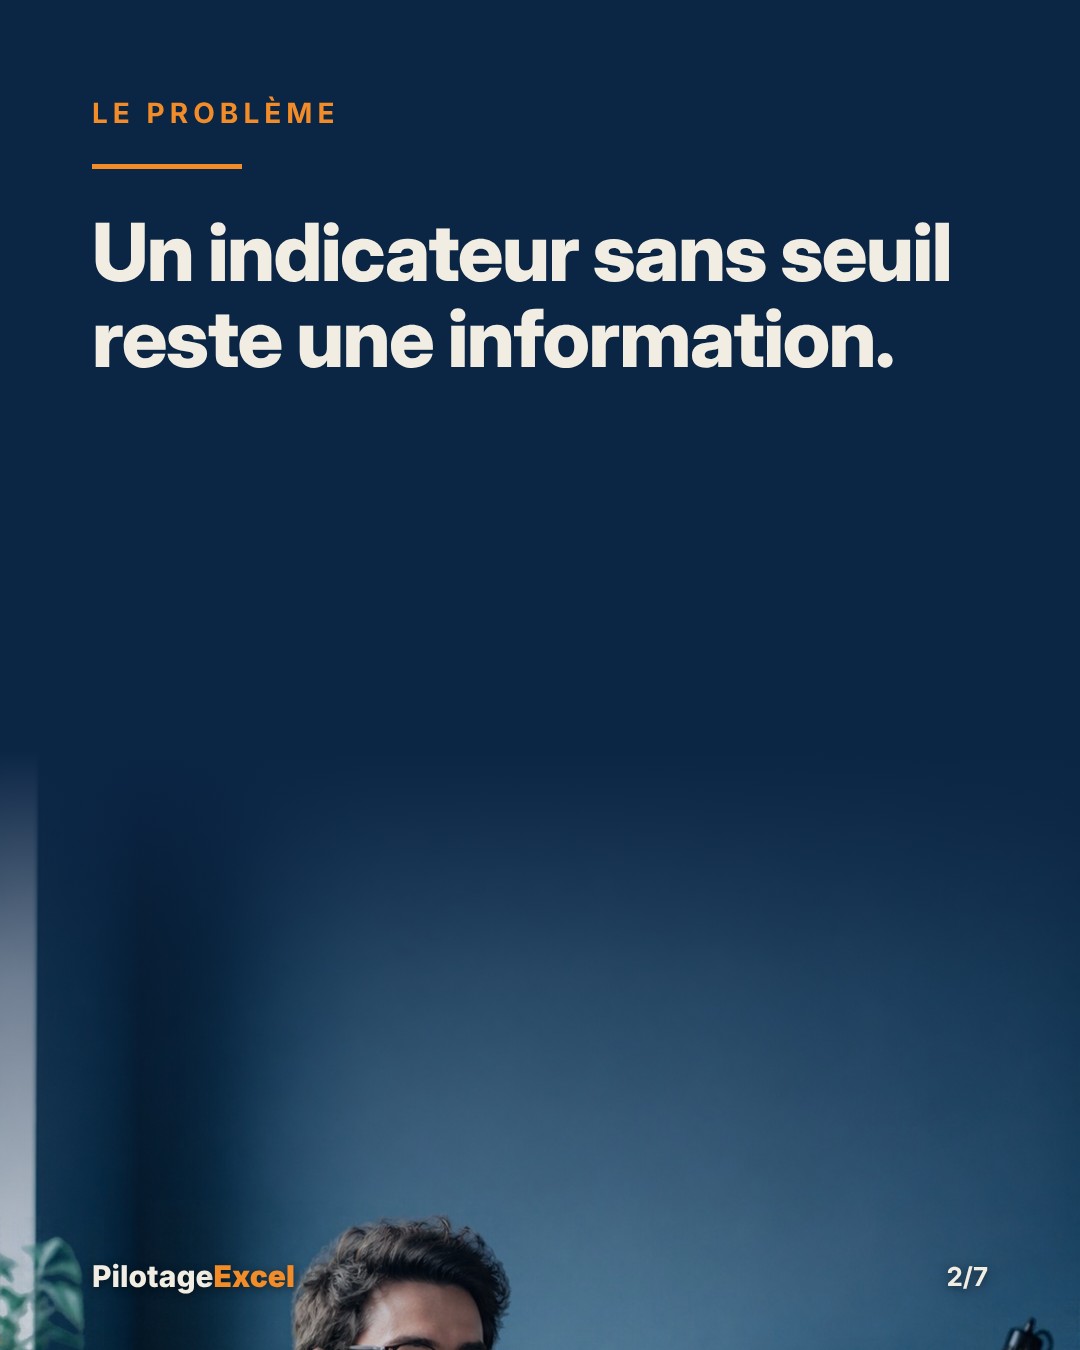 LE PROBLÈME
Un indicateur sans seuil
reste une information.
PilotageExcel
2/7